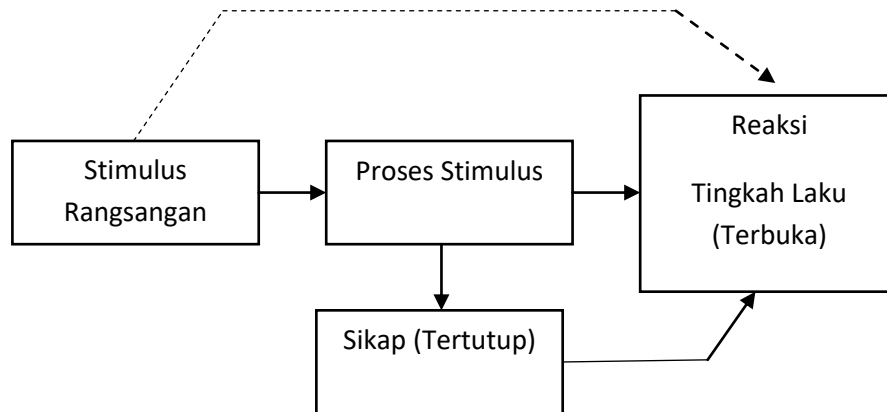 Stimulus
Rangsangan
Proses Stimulus
Reaksi
Tingkah Laku
(Terbuka)
Sikap (Tertutup)